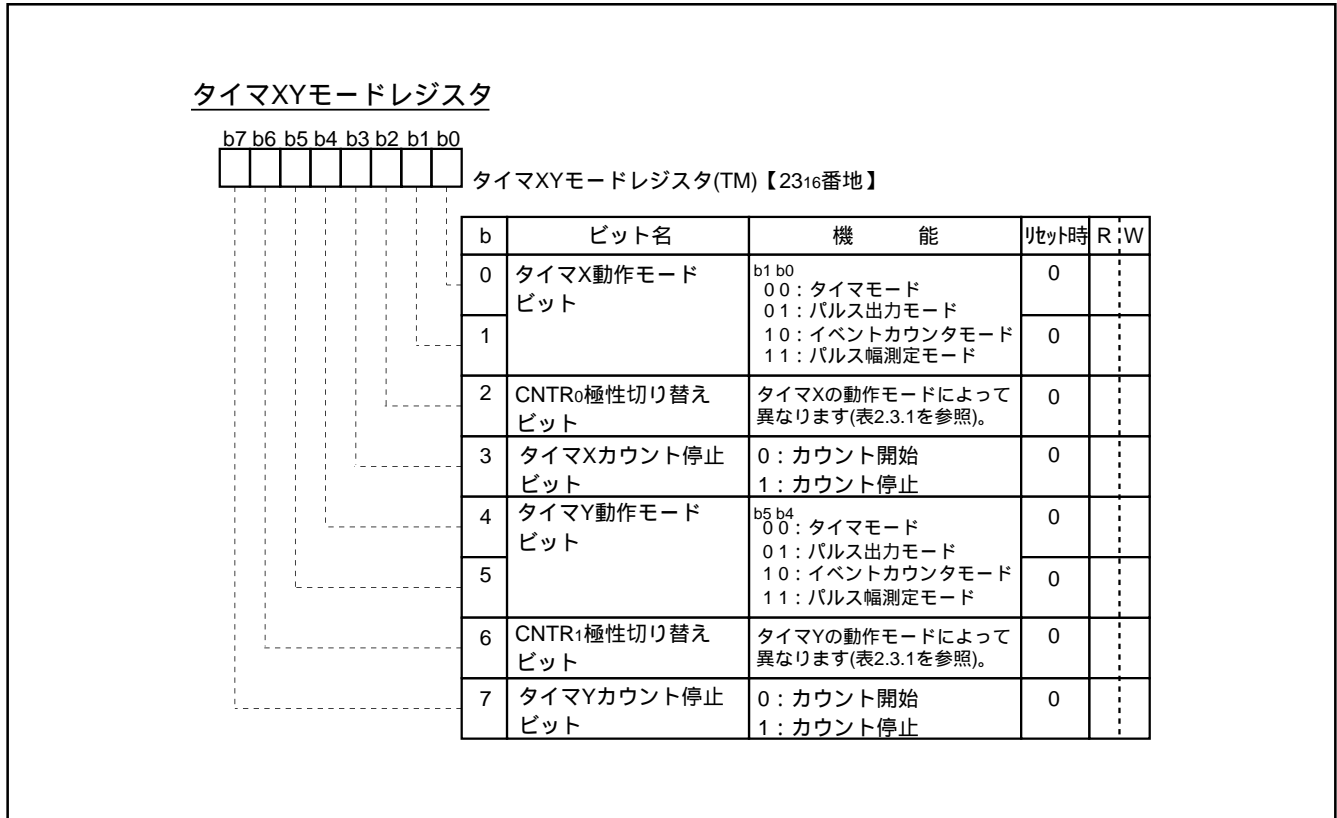 タイマXYモードレジスタ
b7 b6 b5 b4 b3 b2 b1 b0
タイマXYモードレジスタ(TM)【2316番地】
b ビット名 機 能 リセット時 R W
0 タイマX動作モード b1 b0 0
ビット 0 0：タイマモード
0 1：パルス出力モード
1 1 0：イベントカウンタモード 0
1 1：パルス幅測定モード
2 CNTR0極性切り替え タイマXの動作モードによって 0
ビット 異なります(表2.3.1を参照)。
3 タイマXカウント停止 0：カウント開始 0
ビット 1：カウント停止
4 タイマY動作モード b5 b4 0
ビット 0 0：タイマモード
0 1：パルス出力モード
5 1 0：イベントカウンタモード 0
1 1：パルス幅測定モード
6 CNTR1極性切り替え タイマYの動作モードによって 0
ビット 異なります(表2.3.1を参照)。
7 タイマYカウント停止 0：カウント開始 0
ビット 1：カウント停止